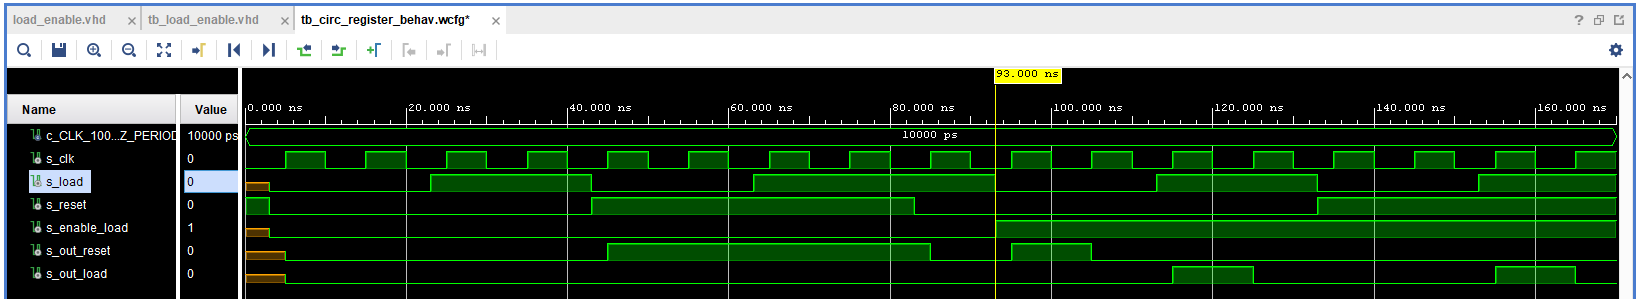 load_enable.vhd × tb_load_enable.vhd × tb_circ_register_behav.wcfg* ×
93.000 ns
Name Value 0.000 ns 20.000 ns 40.000 ns 60.000 ns 80.000 ns 100.000 ns 120.000 ns 140.000 ns 160.000 ns
c_CLK_100...Z_PERIOD 10000 ps 10000 ps
s_clk 0
s_load 0
s_reset 0
s_enable_load 1
s_out_reset 0
s_out_load 0